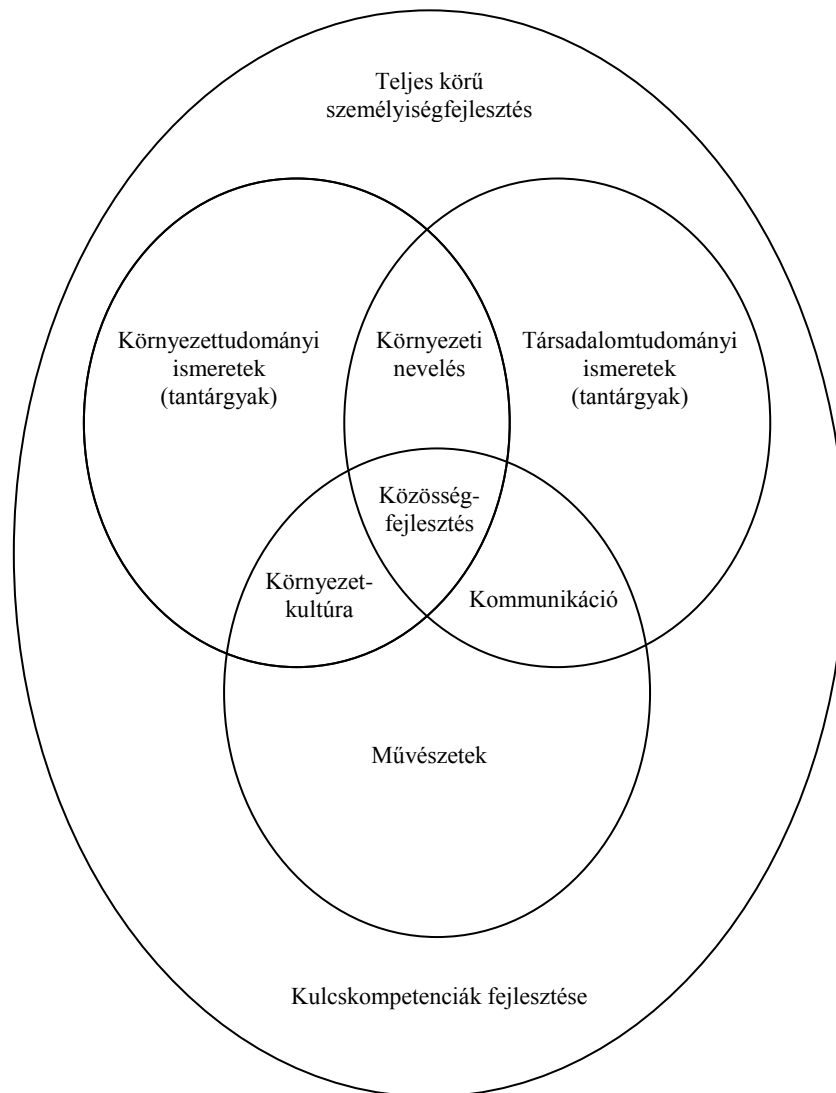 Teljes körű
személyiségfejlesztés
Környezettudományi
ismeretek
(tantárgyak)
Környezeti
nevelés
Társadalomtudományi
ismeretek
(tantárgyak)
Közösség-
fejlesztés
Környezet-
kultúra
Kommunikáció
Művészetek
Kulcskompetenciák fejlesztése